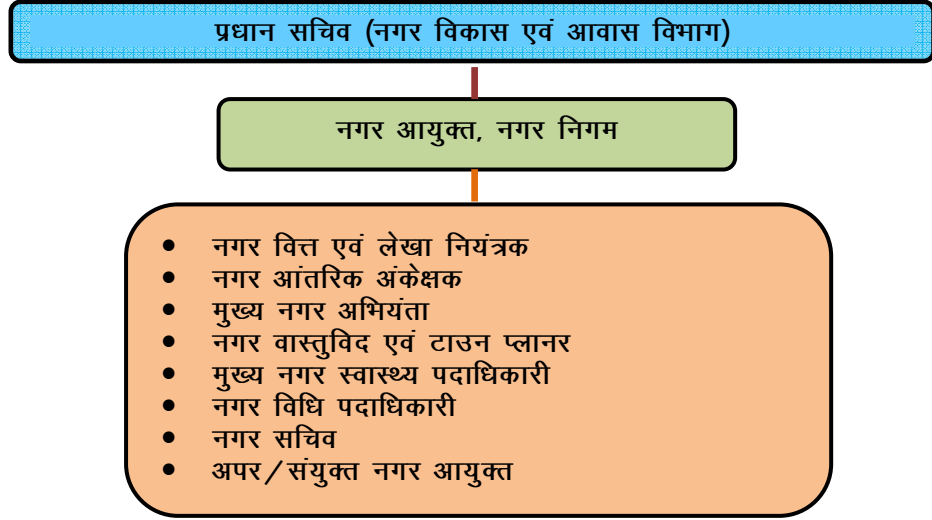 प्रधान सचिव (नगर विकास एवं आवास विभाग)
नगर आयुक्त, नगर निगम
• नगर वित्त एवं लेखा नियंत्रक
• नगर आंतरिक अंकेक्षक
• मुख्य नगर अभियंता
• नगर वास्तुविद एवं टाउन प्लानर
• मुख्य नगर स्वास्थ्य पदाधिकारी
• नगर विधि पदाधिकारी
• नगर सचिव
• अपर/संयुक्त नगर आयुक्त